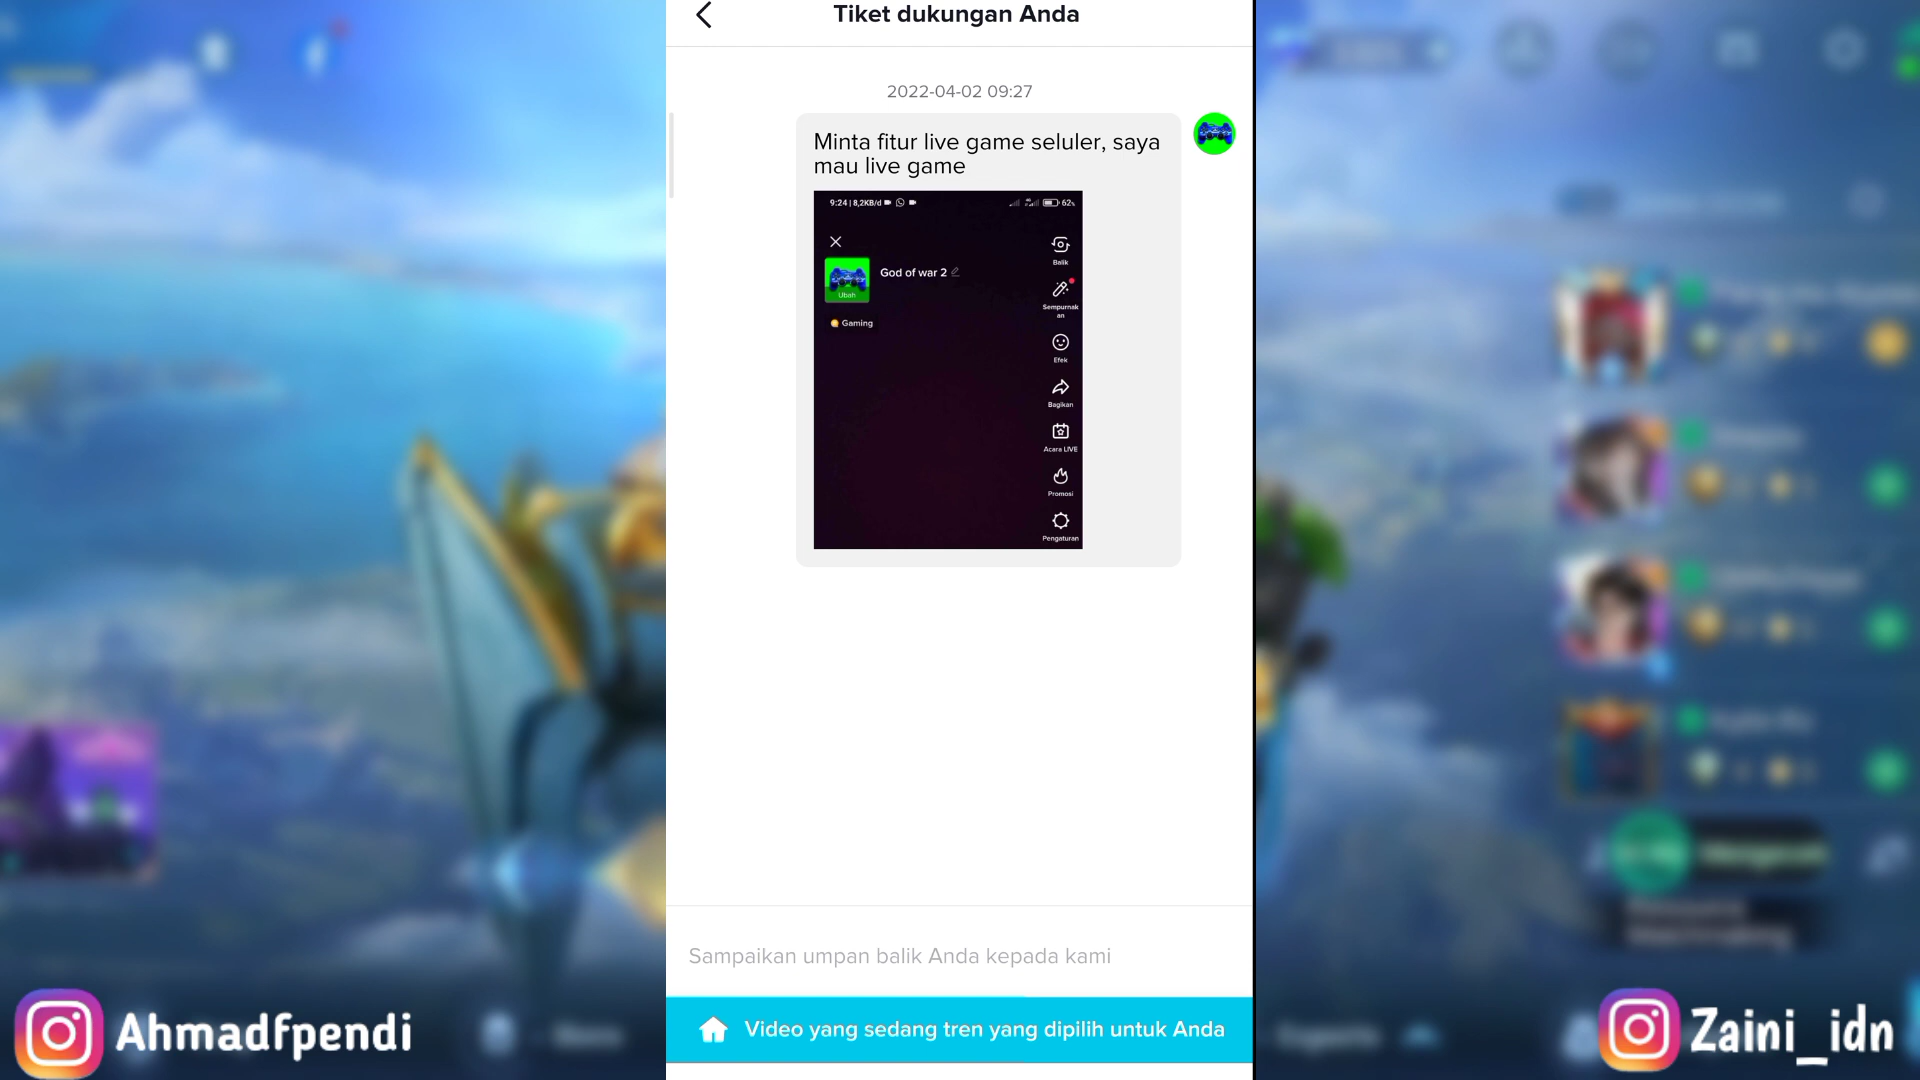 Tiket dukungan Anda
2022-04-02 09:27
Minta fitur live game seluler, saya
mau live game
9:24 | 8,2KB/d
62%
Balik
God of war 2
Ubah
Sempurnak
an
Gaming
Efek
Bagikan
Acara LIVE
Promosi
Pengaturan
Sampaikan umpan balik Anda kepada kami
Video yang sedang tren yang dipilih untuk Anda
Ahmadfpendi
Zaini_idn